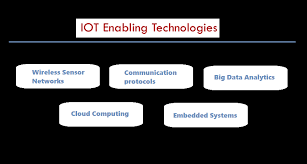 IOT Enabling Technologies
Wireless Sensor
Networks
Communication
protocols
Big Data Analytics
Cloud Computing
Embedded Systems